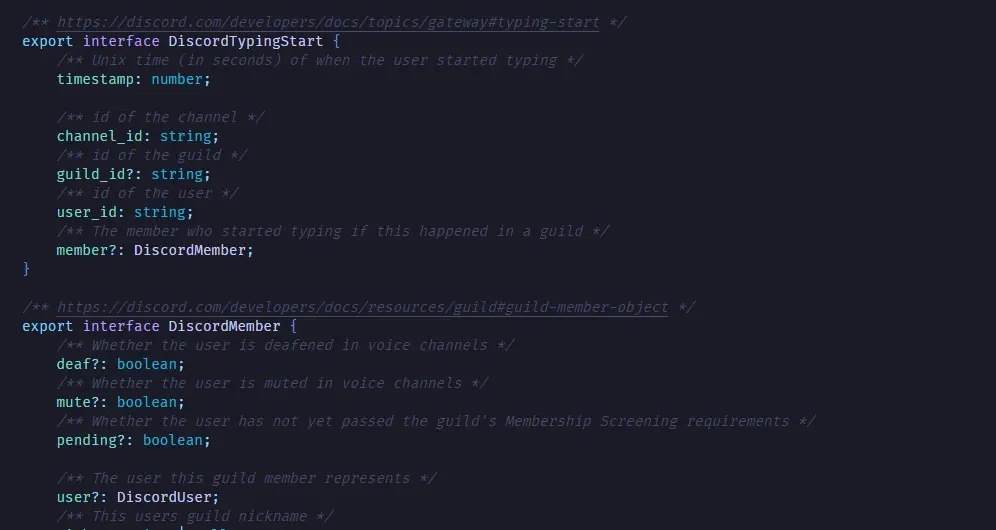 /** https://discord.com/developers/docs/topics/gateway#typing-start */
export interface DiscordTypingStart {
    /** Unix time (in seconds) of when the user started typing */
    timestamp: number;

    /** id of the channel */
    channel_id: string;
    /** id of the guild */
    guild_id?: string;
    /** id of the user */
    user_id: string;
    /** The member who started typing if this happened in a guild */
    member?: DiscordMember;
}

/** https://discord.com/developers/docs/resources/guild#guild-member-object */
export interface DiscordMember {
    /** Whether the user is deafened in voice channels */
    deaf?: boolean;
    /** Whether the user is muted in voice channels */
    mute?: boolean;
    /** Whether the user has not yet passed the guild's Membership Screening requirements */
    pending?: boolean;

    /** The user this guild member represents */
    user?: DiscordUser;
    /** This users guild nickname */